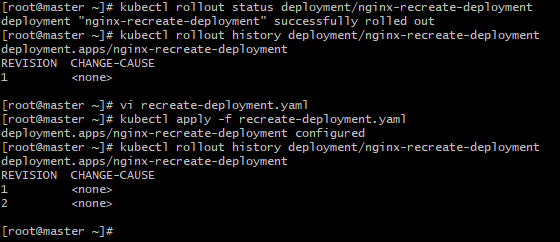 [root@master ~]# kubectl rollout status deployment/nginx-recreate-deployment
deployment "nginx-recreate-deployment" successfully rolled out
[root@master ~]# kubectl rollout history deployment/nginx-recreate-deployment
deployment.apps/nginx-recreate-deployment
REVISION  CHANGE-CAUSE
1         <none>
[root@master ~]# vi recreate-deployment.yaml
[root@master ~]# kubectl apply -f recreate-deployment.yaml
deployment.apps/nginx-recreate-deployment configured
[root@master ~]# kubectl rollout history deployment/nginx-recreate-deployment
deployment.apps/nginx-recreate-deployment
REVISION  CHANGE-CAUSE
1         <none>
2         <none>
[root@master ~]#